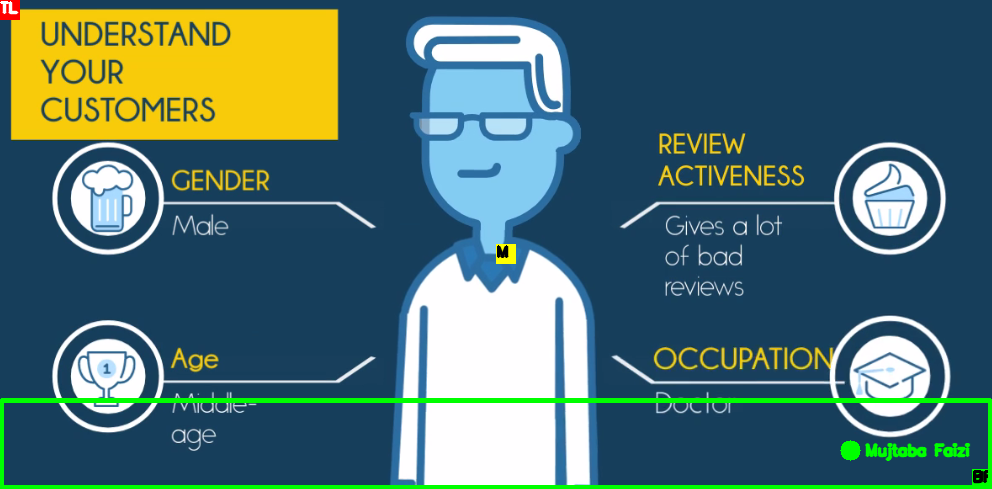 TL
UNDERSTAND
YOUR
CUSTOMERS
GENDER
Male
REVIEW
ACTIVENESS
Gives a lot
of bad
reviews
M
Age
Middle-
age
1
OCCUPATION
Doctor
Mujtaba Faizi